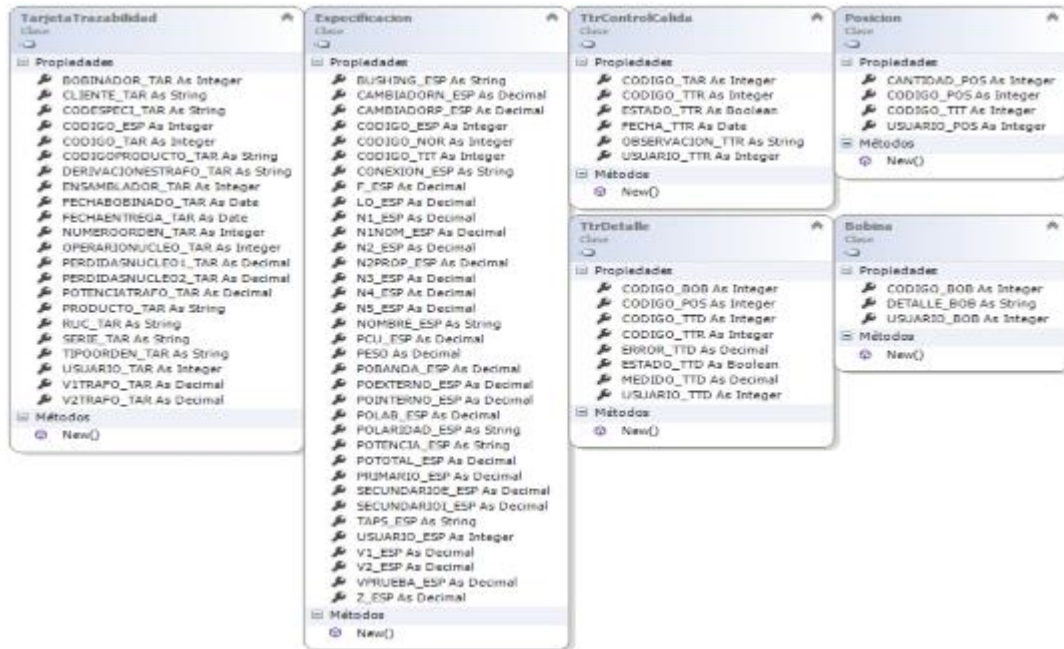 TarjetaTrazabilidad
Clase
Propiedades
BOBINADOR_TAR As Integer
CLIENTE_TAR As String
CODESPECI_TAR As String
CODIGO_ESP As Integer
CODIGO_TAR As Integer
CODIGOPRODUCTO_TAR As String
DERIVACIONESTRAFO_TAR As String
ENSAMBLADOR_TAR As Integer
FECHABOBINADO_TAR As Date
FECHAENTREGA_TAR As Date
NUMEROORDEN_TAR As Integer
OPERARIONUCLEO_TAR As Integer
PERDIDASNUCLEO1_TAR As Decimal
PERDIDASNUCLEO2_TAR As Decimal
POTENCIATRAFO_TAR As Decimal
PRODUCTO_TAR As String
RUC_TAR As String
SERIE_TAR As String
TIPOORDEN_TAR As String
USUARIO_TAR As Integer
V1TRAFO_TAR As Decimal
V2TRAFO_TAR As Decimal
Métodos
New()
Especificacion
Clase
Propiedades
BUSHING_ESP As String
CAMBIADORN_ESP As Decimal
CAMBIADORP_ESP As Decimal
CODIGO_ESP As Integer
CODIGO_NOR As Integer
CODIGO_TIT As Integer
CONEXION_ESP As String
F_ESP As Decimal
LO_ESP As Decimal
N1_ESP As Decimal
N1NOM_ESP As Decimal
N2_ESP As Decimal
N2PROP_ESP As Decimal
N3_ESP As Decimal
N4_ESP As Decimal
N5_ESP As Decimal
NOMBRE_ESP As String
PCU_ESP As Decimal
PESO As Decimal
POBANDA_ESP As Decimal
POEXTERNO_ESP As Decimal
POINTERNO_ESP As Decimal
POLAB_ESP As Decimal
POLARIDAD_ESP As String
POTENCIA_ESP As String
POTOTAL_ESP As Decimal
PRIMARIO_ESP As Decimal
SECUNDARIOE_ESP As Decimal
SECUNDARIOI_ESP As Decimal
TAPS_ESP As String
USUARIO_ESP As Integer
V1_ESP As Decimal
V2_ESP As Decimal
VPRUEBA_ESP As Decimal
Z_ESP As Decimal
Métodos
New()
TtrControlCalida
Clase
Propiedades
CODIGO_TAR As Integer
CODIGO_TTR As Integer
ESTADO_TTR As Boolean
FECHA_TTR As Date
OBSERVACION_TTR As String
USUARIO_TTR As Integer
Métodos
New()
Posicion
Clase
Propiedades
CANTIDAD_POS As Integer
CODIGO_POS As Integer
CODIGO_TIT As Integer
USUARIO_POS As Integer
Métodos
New()
TtrDetalle
Clase
Propiedades
CODIGO_BOB As Integer
CODIGO_POS As Integer
CODIGO_TTD As Integer
CODIGO_TTR As Integer
ERROR_TTD As Decimal
ESTADO_TTD As Boolean
MEDIDO_TTD As Decimal
USUARIO_TTD As Integer
Métodos
New()
Bobina
Clase
Propiedades
CODIGO_BOB As Integer
DETALLE_BOB As String
USUARIO_BOB As Integer
Métodos
New()